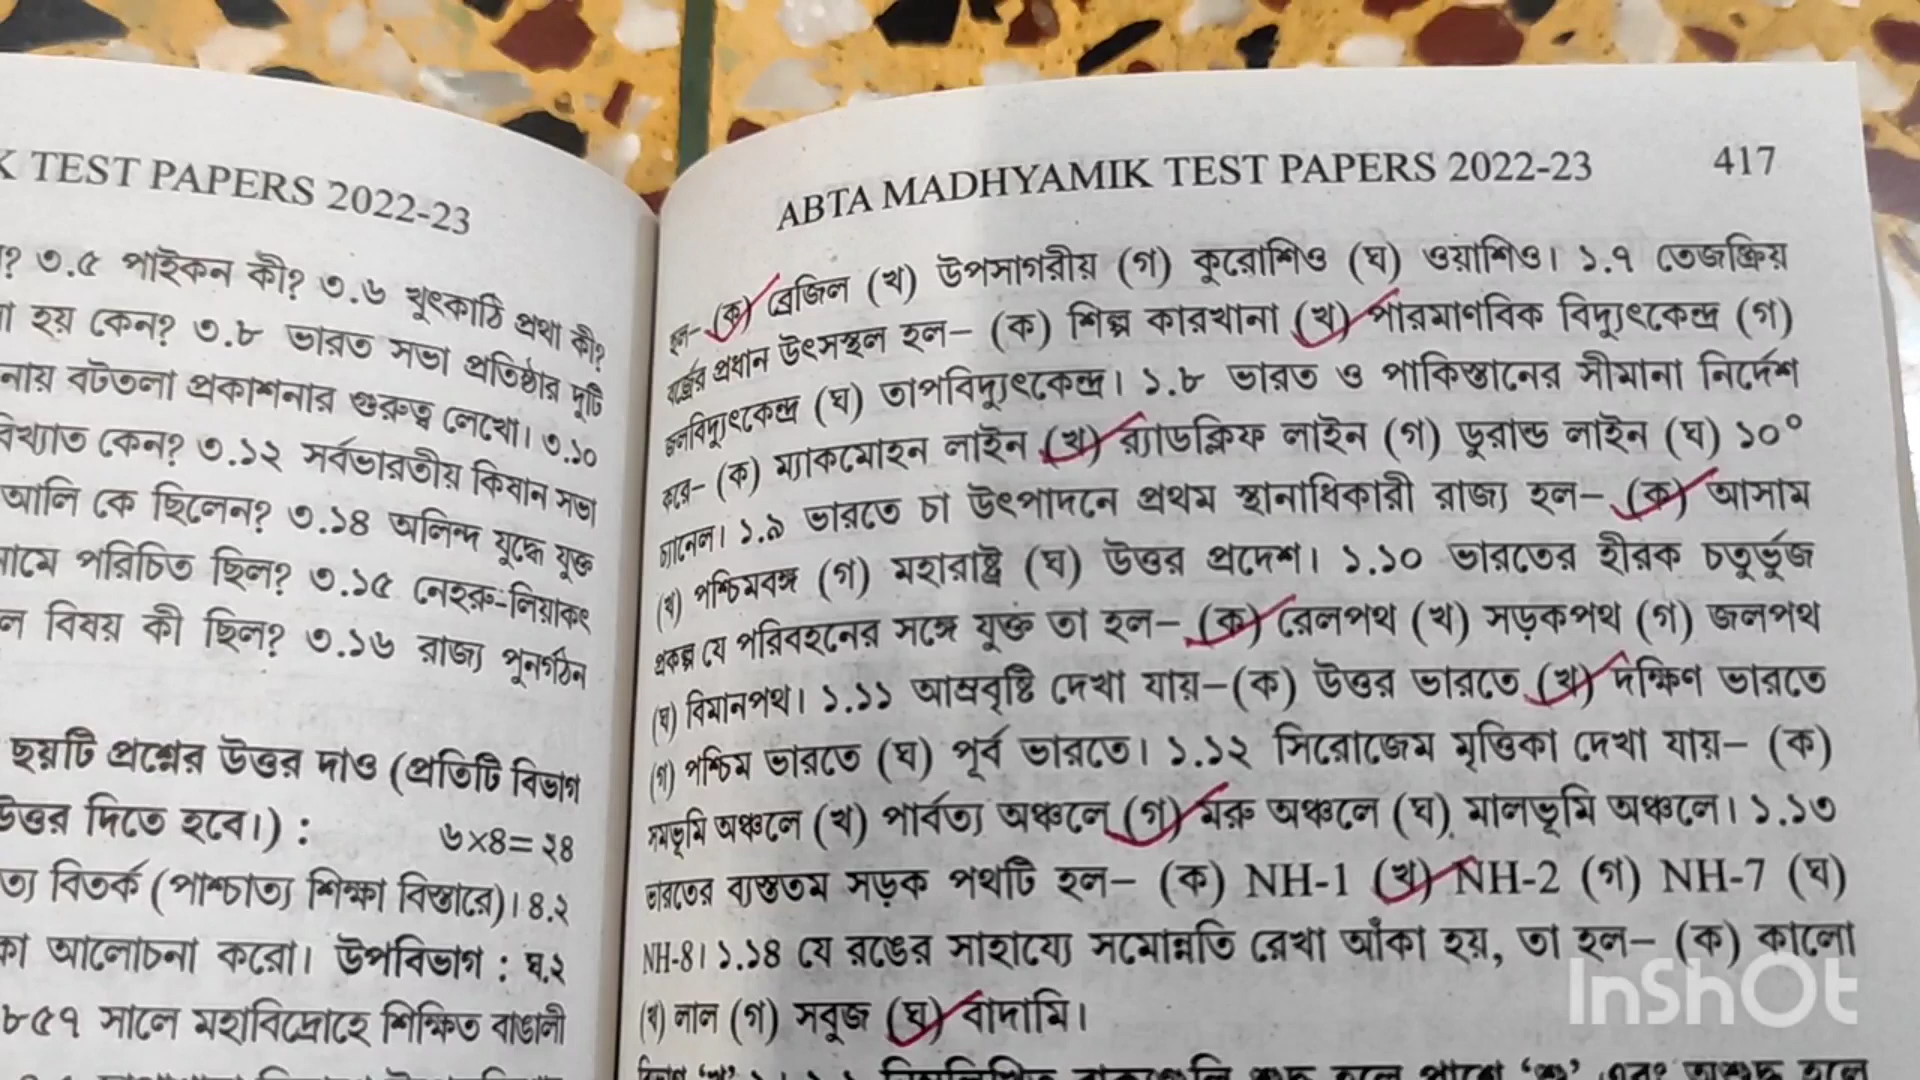 K TEST PAPERS 2022-23
? ৩.৫ পাইকন কী? ৩.৬ খুৎকাঠি প্রথা কী?
হয় কেন? ৩.৮ ভারত সভা প্রতিষ্ঠার দুটি
নায় বটতলা প্রকাশনার গুরুত্ব লেখো। ৩.১০
বিখ্যাত কেন? ৩.১২ সর্বভারতীয় কিষান সভা
আলি কে ছিলেন? ৩.১৪ অলিন্দ যুদ্ধে যুক্ত
নামে পরিচিত ছিল? ৩.১৫ নেহরু-লিয়াকৎ
ল বিষয় কী ছিল? ৩.১৬ রাজ্য পুনর্গঠন
ছয়টি প্রশ্নের উত্তর দাও (প্রতিটি বিভাগ
উত্তর দিতে হবে।) : ৬×৪=২৪
ত্য বিতর্ক (পাশ্চাত্য শিক্ষা বিস্তারে)। ৪.২
কা আলোচনা করো। উপবিভাগ : ঘ.২
৮৫৭ সালে মহাবিদ্রোহে শিক্ষিত বাঙালী
ABTA MADHYAMIK TEST PAPERS 2022-23 417
হল– (ক) ব্রেজিল (খ) উপসাগরীয় (গ) কুরোশিও (ঘ) ওয়াশিও। ১.৭ তেজষ্ক্রিয়
বর্জ্যের প্রধান উৎসস্থল হল– (ক) শিল্প কারখানা (খ) পারমাণবিক বিদ্যুৎকেন্দ্র (গ)
জলবিদ্যুৎকেন্দ্র (ঘ) তাপবিদ্যুৎকেন্দ্র। ১.৮ ভারত ও পাকিস্তানের সীমানা নির্দেশ
করে– (ক) ম্যাকমোহন লাইন (খ) র‍্যাডক্লিফ লাইন (গ) ডুরান্ড লাইন (ঘ) ১০°
চ্যানেল। ১.৯ ভারতে চা উৎপাদনে প্রথম স্থানাধিকারী রাজ্য হল– (ক) আসাম
(খ) পশ্চিমবঙ্গ (গ) মহারাষ্ট্র (ঘ) উত্তর প্রদেশ। ১.১০ ভারতের হীরক চতুর্ভুজ
প্রকল্প যে পরিবহনের সঙ্গে যুক্ত তা হল– (ক) রেলপথ (খ) সড়কপথ (গ) জলপথ
(ঘ) বিমানপথ। ১.১১ আম্রবৃষ্টি দেখা যায়–(ক) উত্তর ভারতে (খ) দক্ষিণ ভারতে
(গ) পশ্চিম ভারতে (ঘ) পূর্ব ভারতে। ১.১২ সিরোজেম মৃত্তিকা দেখা যায়– (ক)
সমভূমি অঞ্চলে (খ) পার্বত্য অঞ্চলে (গ) মরু অঞ্চলে (ঘ) মালভূমি অঞ্চলে। ১.১৩
ভারতের ব্যস্ততম সড়ক পথটি হল– (ক) NH-1 (খ) NH-2 (গ) NH-7 (ঘ)
NH-8। ১.১৪ যে রঙের সাহায্যে সমোন্নতি রেখা আঁকা হয়, তা হল– (ক) কালো
(খ) লাল (গ) সবুজ (ঘ) বাদামি।
InShOt